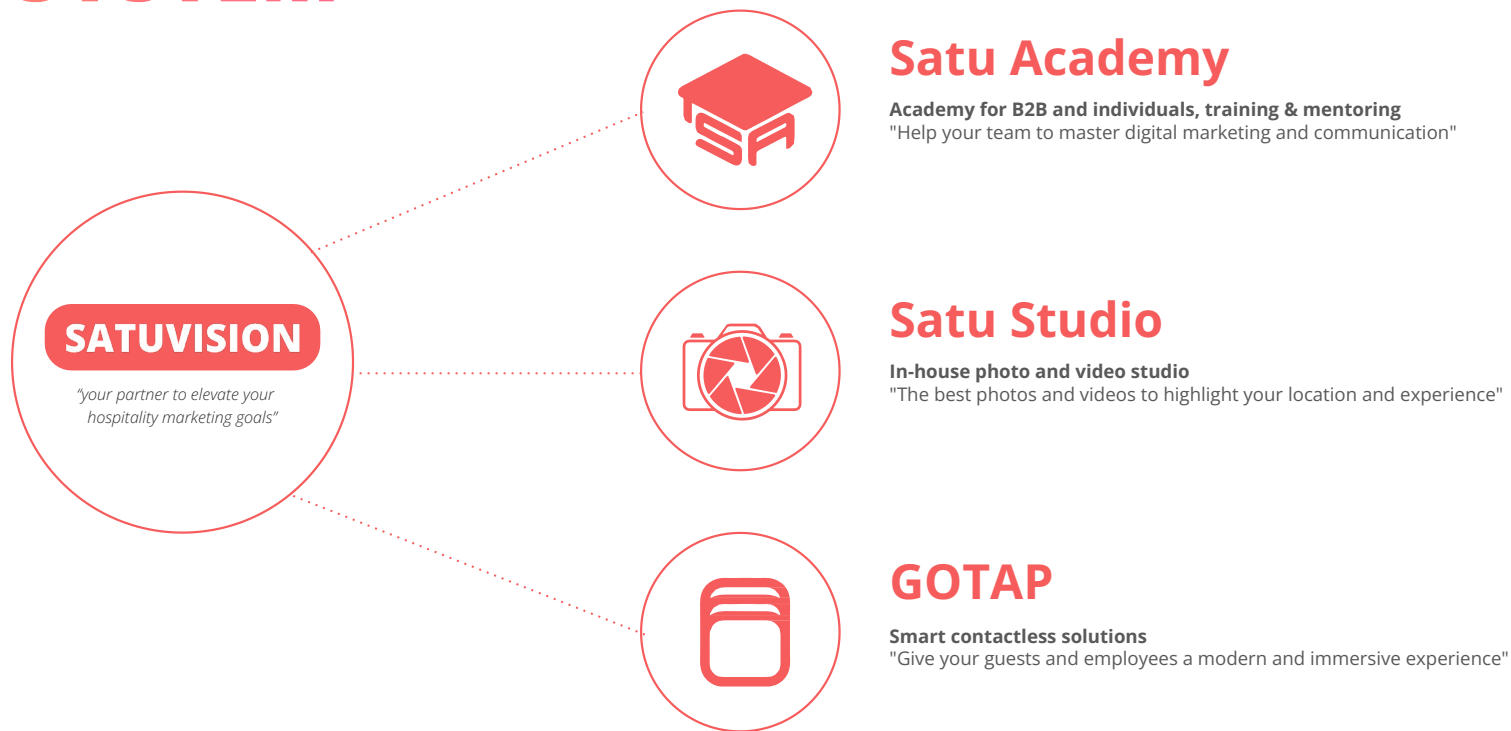 Satu Academy
Academy for B2B and individuals, training & mentoring
"Help your team to master digital marketing and communication"
SA
SATUVISION
“your partner to elevate your
hospitality marketing goals”
Satu Studio
In-house photo and video studio
"The best photos and videos to highlight your location and experience"
GOTAP
Smart contactless solutions
"Give your guests and employees a modern and immersive experience"